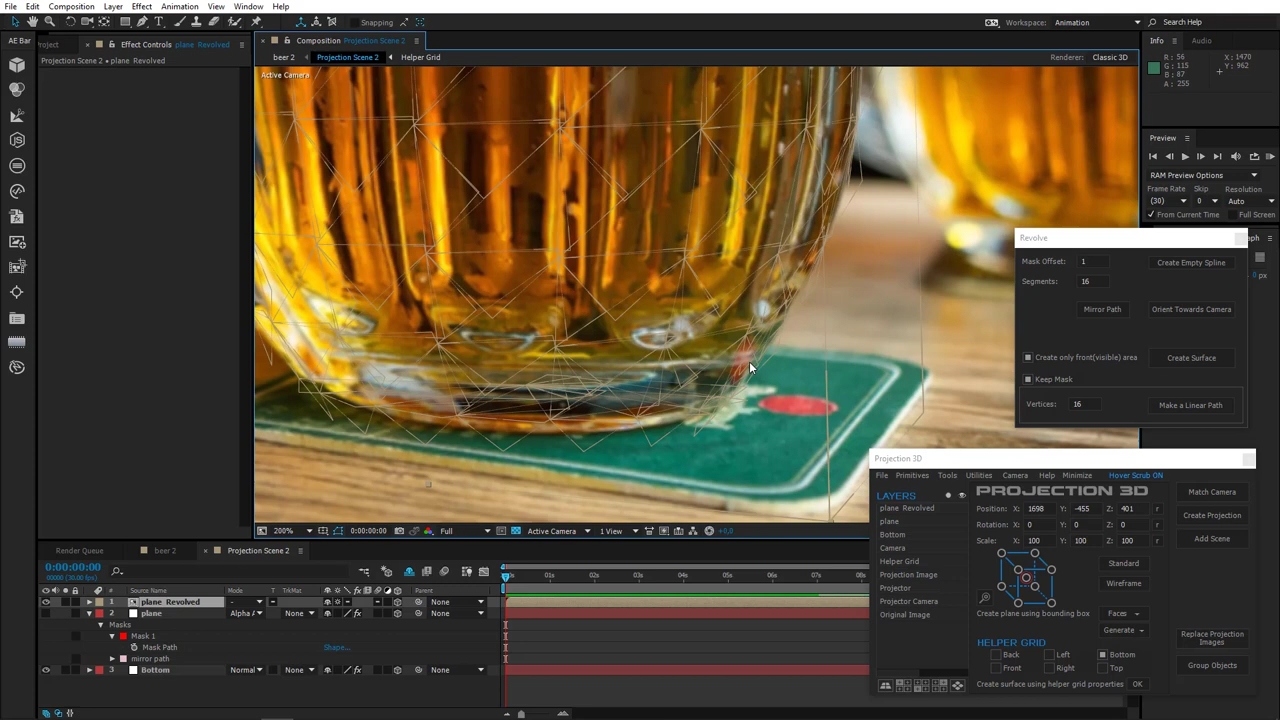 File Edit Composition Layer Effect Animation View Window Help
Snapping Workspace: Animation Search Help
AE Bar Project Effect Controls plane Revolved Composition Projection Scene 2 Info Audio
Projection Scene 2 • plane Revolved beer 2 Projection Scene 2 Helper Grid Renderer: Classic 3D
R : 56 X : 1470
G : 115 Y : 962
B : 87
A : 255
Active Camera
Preview
RAM Preview Options
Frame Rate Skip Resolution
(30) 0 Auto
From Current Time Full Screen
Revolve
Mask Offset: 1 Create Empty Spline
Segments: 16
Mirror Path Orient Towards Camera
Create only front(visible) area Create Surface
Keep Mask
Vertices: 16 Make a Linear Path
0 px
Projection 3D
File Primitives Tools Utilities Camera Help Minimize Hover Scrub ON
LAYERS PROJECTION 3D Match Camera
plane Revolved Position: X: 1698 Y: -455 Z: 401 r
plane Rotation: X: 0 Y: 0 Z: 0 r Create Projection
Bottom Scale: X: 100 Y: 100 Z: 100 r Add Scene
Camera
Helper Grid Standard
Projection Image
Projector Wireframe
Projector Camera
Original Image Create plane using bounding box Faces
Generate
HELPER GRID Replace Projection Images
Back Left Bottom
Front Right Top Group Objects
Create surface using helper grid properties OK
200% 0:00:00:00 Full Active Camera 1 View +0,0
Render Queue beer 2 Projection Scene 2
0:00:00:00
00000 (30.00 fps)
01s 02s 03s 04s 05s 06s 07s 08s
# Source Name Mode T TrkMat Parent
1 plane Revolved - None
2 plane Alpha A None None
Masks
Mask 1
Mask Path Shape...
mirror path
3 Bottom Normal None None